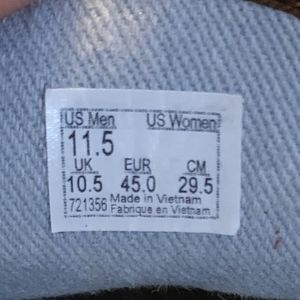 US Men US Women
11.5
UK EUR CM
10.5 45.0 29.5
721356 Made in Vietnam
Fabrique en Vietnam